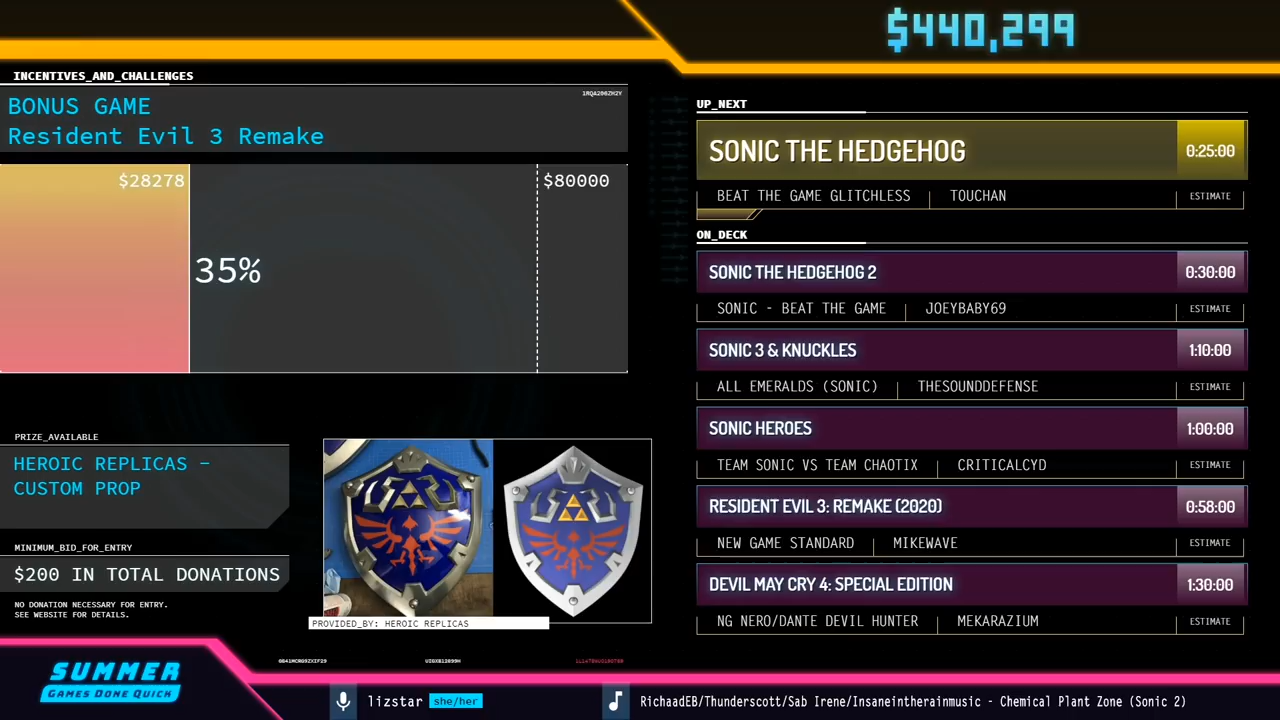 $440,299
INCENTIVES_AND_CHALLENGES
1RQA206ZH2Y
BONUS GAME
Resident Evil 3 Remake
$28278
$80000
35%
PRIZE_AVAILABLE
HEROIC REPLICAS –
CUSTOM PROP
MINIMUM_BID_FOR_ENTRY
$200 IN TOTAL DONATIONS
NO DONATION NECESSARY FOR ENTRY.
SEE WEBSITE FOR DETAILS.
PROVIDED_BY: HEROIC REPLICAS
UP_NEXT
SONIC THE HEDGEHOG
0:25:00
BEAT THE GAME GLITCHLESS
TOUCHAN
ESTIMATE
ON_DECK
SONIC THE HEDGEHOG 2
0:30:00
SONIC - BEAT THE GAME
JOEYBABY69
ESTIMATE
SONIC 3 & KNUCKLES
1:10:00
ALL EMERALDS (SONIC)
THESOUNDDEFENSE
ESTIMATE
SONIC HEROES
1:00:00
TEAM SONIC VS TEAM CHAOTIX
CRITICALCYD
ESTIMATE
RESIDENT EVIL 3: REMAKE (2020)
0:58:00
NEW GAME STANDARD
MIKEWAVE
ESTIMATE
DEVIL MAY CRY 4: SPECIAL EDITION
1:30:00
NG NERO/DANTE DEVIL HUNTER
MEKARAZIUM
ESTIMATE
SUMMER
GAMES DONE QUICK
lizstar she/her
RichaadEB/Thunderscott/Sab Irene/Insaneintherainmusic - Chemical Plant Zone (Sonic 2)